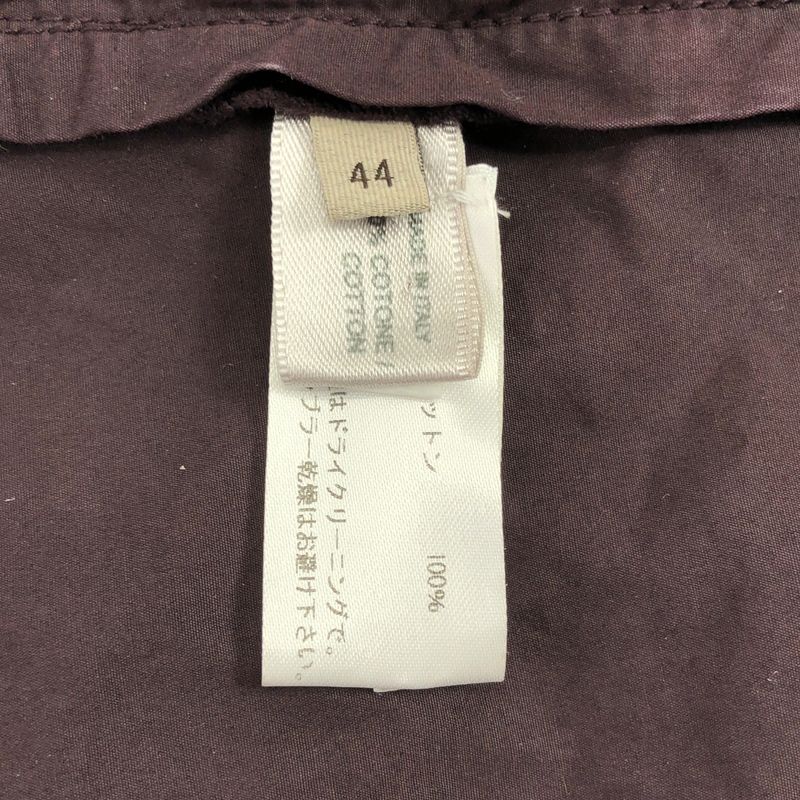 44
MADE IN ITALY
% COTONE /
COTTON
ットン 100%
はドライクリーニングで。
ブラー乾燥はお避け下さい。